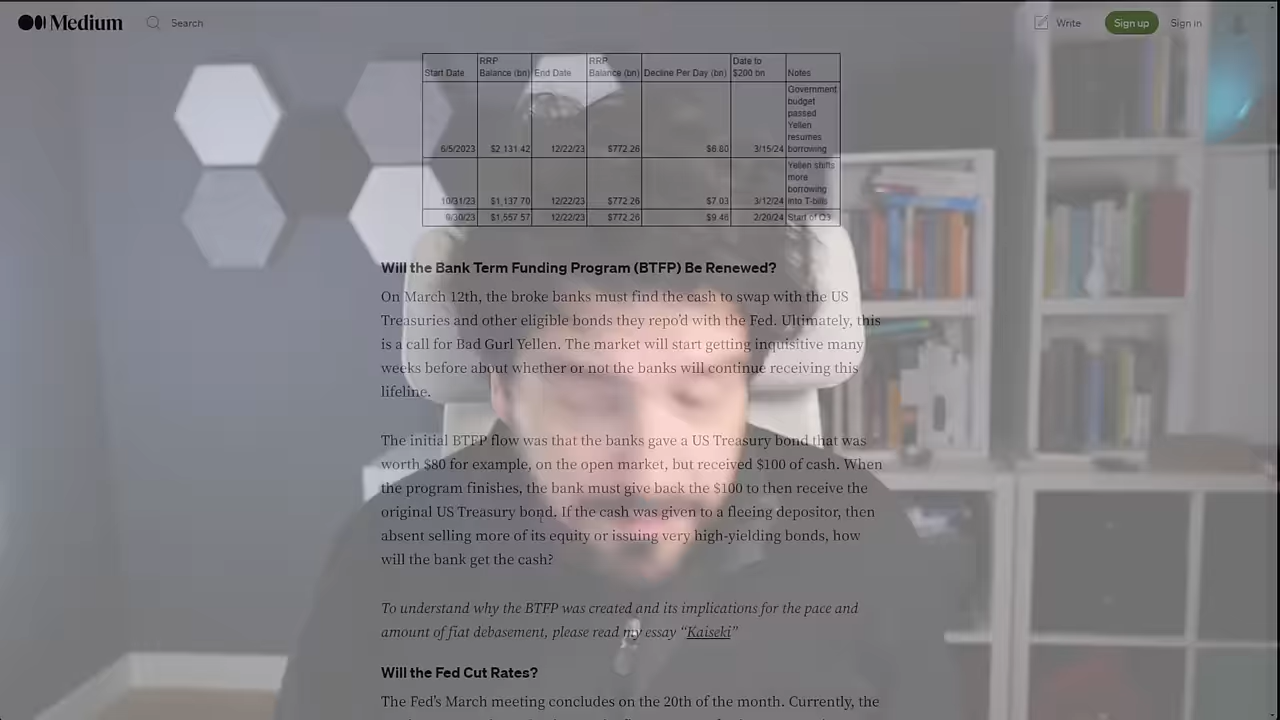 Medium
Search
Write
Sign up
Sign in
Start Date RRP Balance (bn) End Date RRP Balance (bn) Decline Per Day (bn) Date to $200 bn Notes
6/5/2023 $2,131.42 12/22/23 $772.26 $6.80 3/15/24 Government budget passed Yellen resumes borrowing
10/31/23 $1,137.70 12/22/23 $772.26 $7.03 3/12/24 Yellen shifts more borrowing into T-bills
9/30/23 $1,557.57 12/22/23 $772.26 $9.46 2/20/24 Start of Q3
Will the Bank Term Funding Program (BTFP) Be Renewed?
On March 12th, the broke banks must find the cash to swap with the US
Treasuries and other eligible bonds they repo’d with the Fed. Ultimately, this
is a call for Bad Gurl Yellen. The market will start getting inquisitive many
weeks before about whether or not the banks will continue receiving this
lifeline.
The initial BTFP flow was that the banks gave a US Treasury bond that was
worth $80 for example, on the open market, but received $100 of cash. When
the program finishes, the bank must give back the $100 to then receive the
original US Treasury bond. If the cash was given to a fleeing depositor, then
absent selling more of its equity or issuing very high-yielding bonds, how
will the bank get the cash?
To understand why the BTFP was created and its implications for the pace and
amount of fiat debasement, please read my essay “Kaiseki”
Will the Fed Cut Rates?
The Fed’s March meeting concludes on the 20th of the month. Currently, the